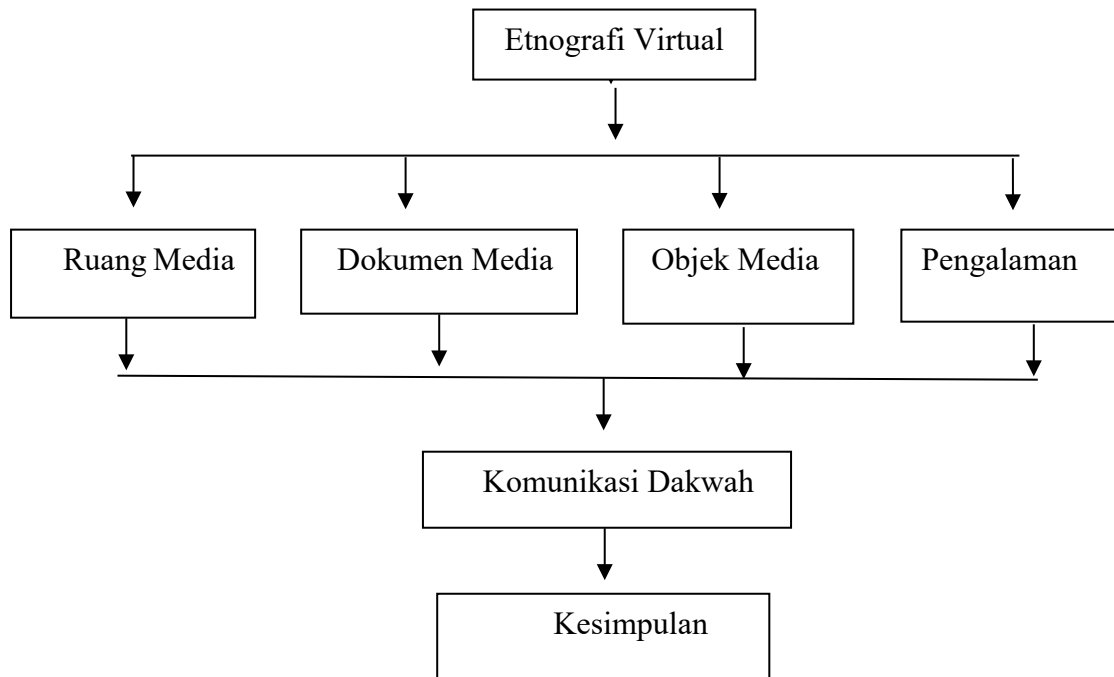 Etnografi Virtual
Ruang Media
Dokumen Media
Objek Media
Pengalaman
Komunikasi Dakwah
Kesimpulan